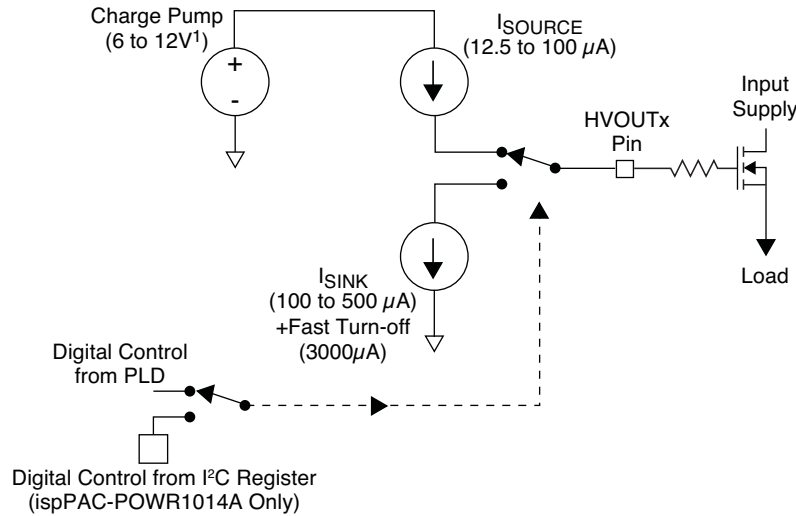 Charge Pump
(6 to 12V¹)
+
-
ISOURCE
(12.5 to 100 µA)
Input
Supply
HVOUTx
Pin
ISINK
(100 to 500 µA)
+Fast Turn-off
(3000µA)
Load
Digital Control
from PLD
Digital Control from I²C Register
(ispPAC-POWR1014A Only)